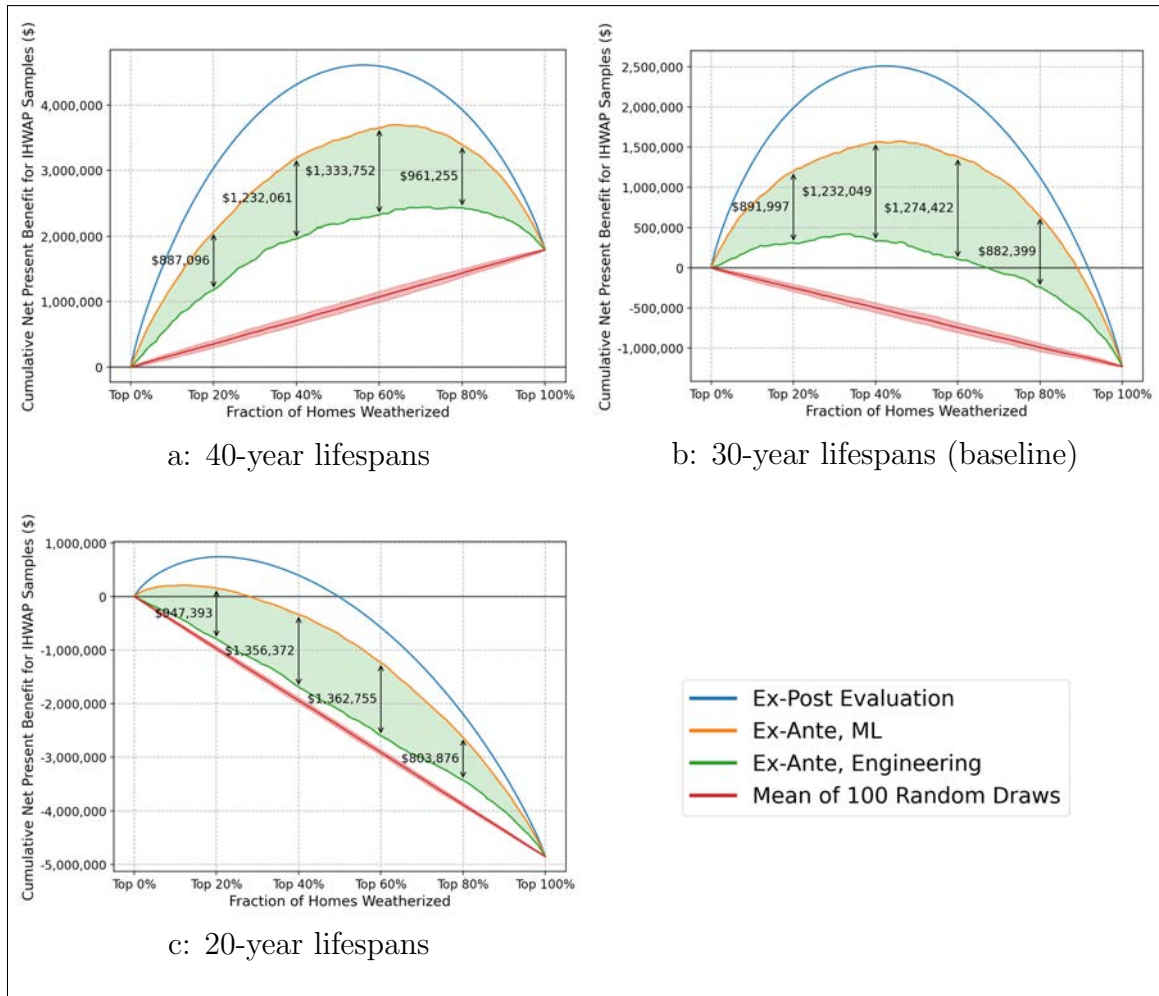 Cumulative Net Present Benefit for IHWAP Samples ($)
4,000,000
3,000,000
2,000,000
1,000,000
0
$887,096
$1,232,061
$1,333,752
$961,255
Top 0%
Top 20%
Top 40%
Top 60%
Top 80%
Top 100%
Fraction of Homes Weatherized
a: 40-year lifespans
Cumulative Net Present Benefit for IHWAP Samples ($)
2,500,000
2,000,000
1,500,000
1,000,000
500,000
0
-500,000
-1,000,000
$891,997
$1,232,049
$1,274,422
$882,399
Top 0%
Top 20%
Top 40%
Top 60%
Top 80%
Top 100%
Fraction of Homes Weatherized
b: 30-year lifespans (baseline)
Cumulative Net Present Benefit for IHWAP Samples ($)
1,000,000
0
-1,000,000
-2,000,000
-3,000,000
-4,000,000
-5,000,000
$947,393
$1,356,372
$1,362,755
$803,876
Top 0%
Top 20%
Top 40%
Top 60%
Top 80%
Top 100%
Fraction of Homes Weatherized
c: 20-year lifespans
Ex-Post Evaluation
Ex-Ante, ML
Ex-Ante, Engineering
Mean of 100 Random Draws